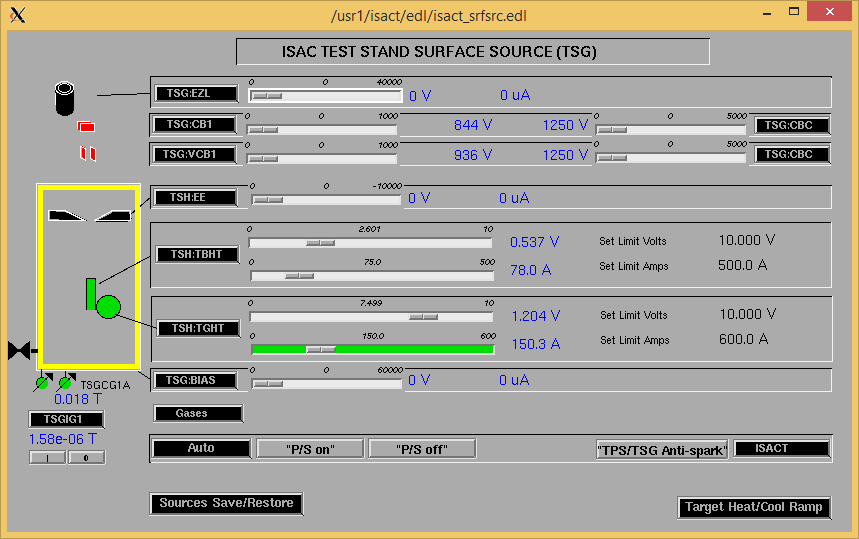 /usr1/isact/edl/isact_srfsrc.edl
ISAC TEST STAND SURFACE SOURCE (TSG)
TSG:EZL 0 0 40000 0 V 0 uA
TSG:CB1 0 1000 844 V 1250 V 0 5000 TSG:CBC
TSG:VCB1 0 1000 936 V 1250 V 0 5000 TSG:CBC
TSH:EE 0 0 -10000 0 V 0 uA
TSH:TBHT
0 2.601 10 0.537 V Set Limit Volts 10.000 V
0 75.0 500 78.0 A Set Limit Amps 500.0 A
TSH:TGHT
0 7.499 10 1.204 V Set Limit Volts 10.000 V
0 150.0 600 150.3 A Set Limit Amps 600.0 A
TSG:BIAS 0 60000 0 V 0 uA
TSGCG1A
0.018 T
TSGIG1
1.58e-06 T
I 0
Gases
Auto "P/S on" "P/S off" "TPS/TSG Anti-spark" ISACT
Sources Save/Restore
Target Heat/Cool Ramp